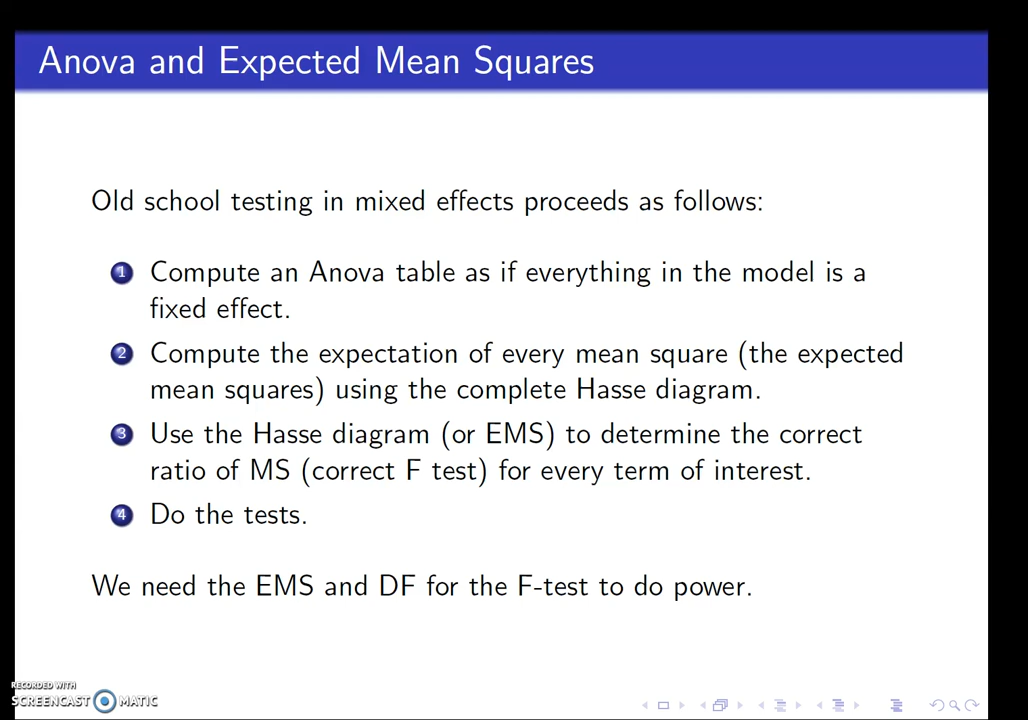 Anova and Expected Mean Squares
Old school testing in mixed effects proceeds as follows:
1 Compute an Anova table as if everything in the model is a
fixed effect.
2 Compute the expectation of every mean square (the expected
mean squares) using the complete Hasse diagram.
3 Use the Hasse diagram (or EMS) to determine the correct
ratio of MS (correct F test) for every term of interest.
4 Do the tests.
We need the EMS and DF for the F-test to do power.
RECORDED WITH
SCREENCAST MATIC